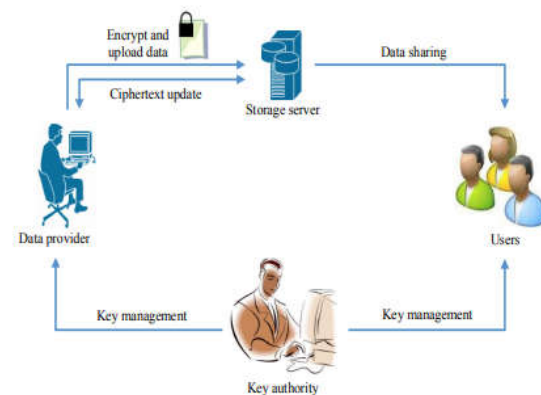 Encrypt and
upload data
Data sharing
Ciphertext update
Storage server
Data provider
Users
Key management
Key management
Key authority